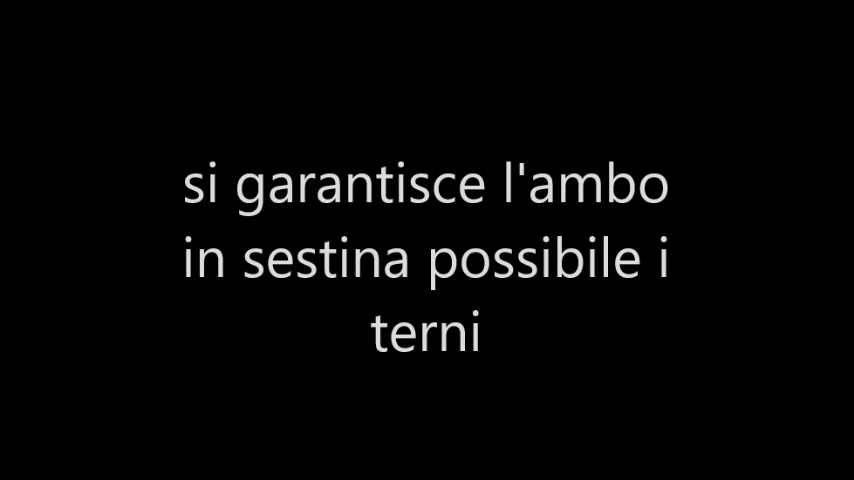 si garantisce l'ambo
in sestina possibile i
terni